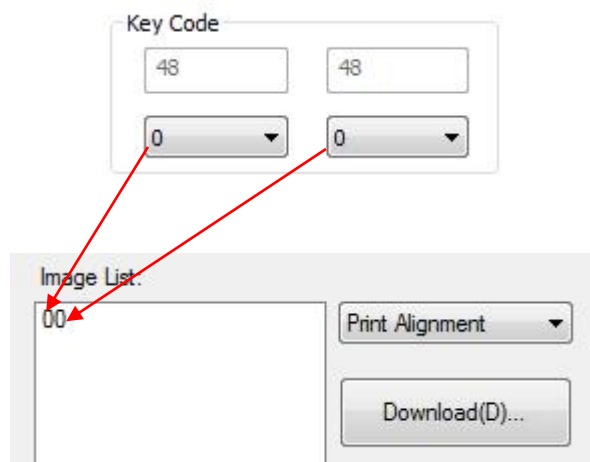 Key Code
48 48
0 0
Image List:
00
Print Alignment
Download(D)...